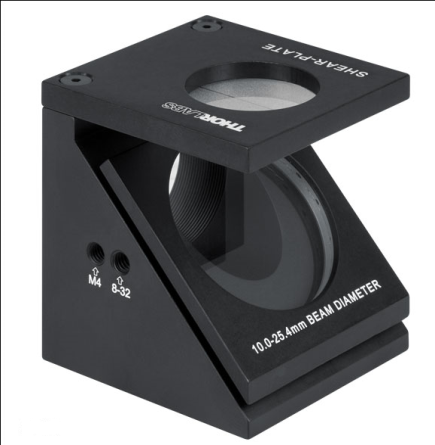 SHEAR-PLATE
THORLABS
M4
8-32
10.0-25.4mm BEAM DIAMETER